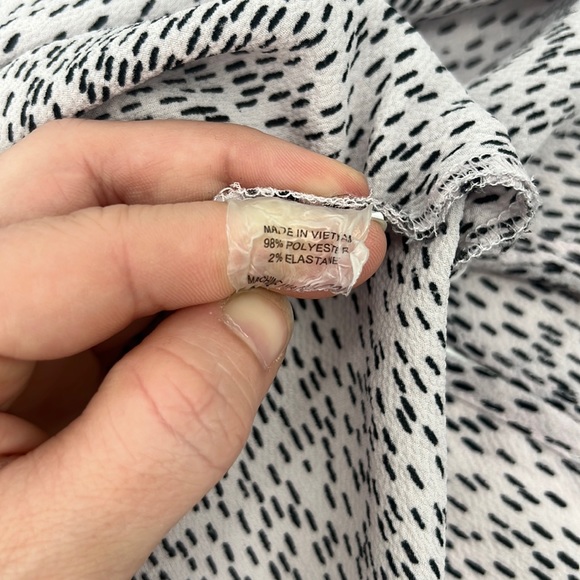 MADE IN VIETNAM
98% POLYESTER
2% ELASTANE